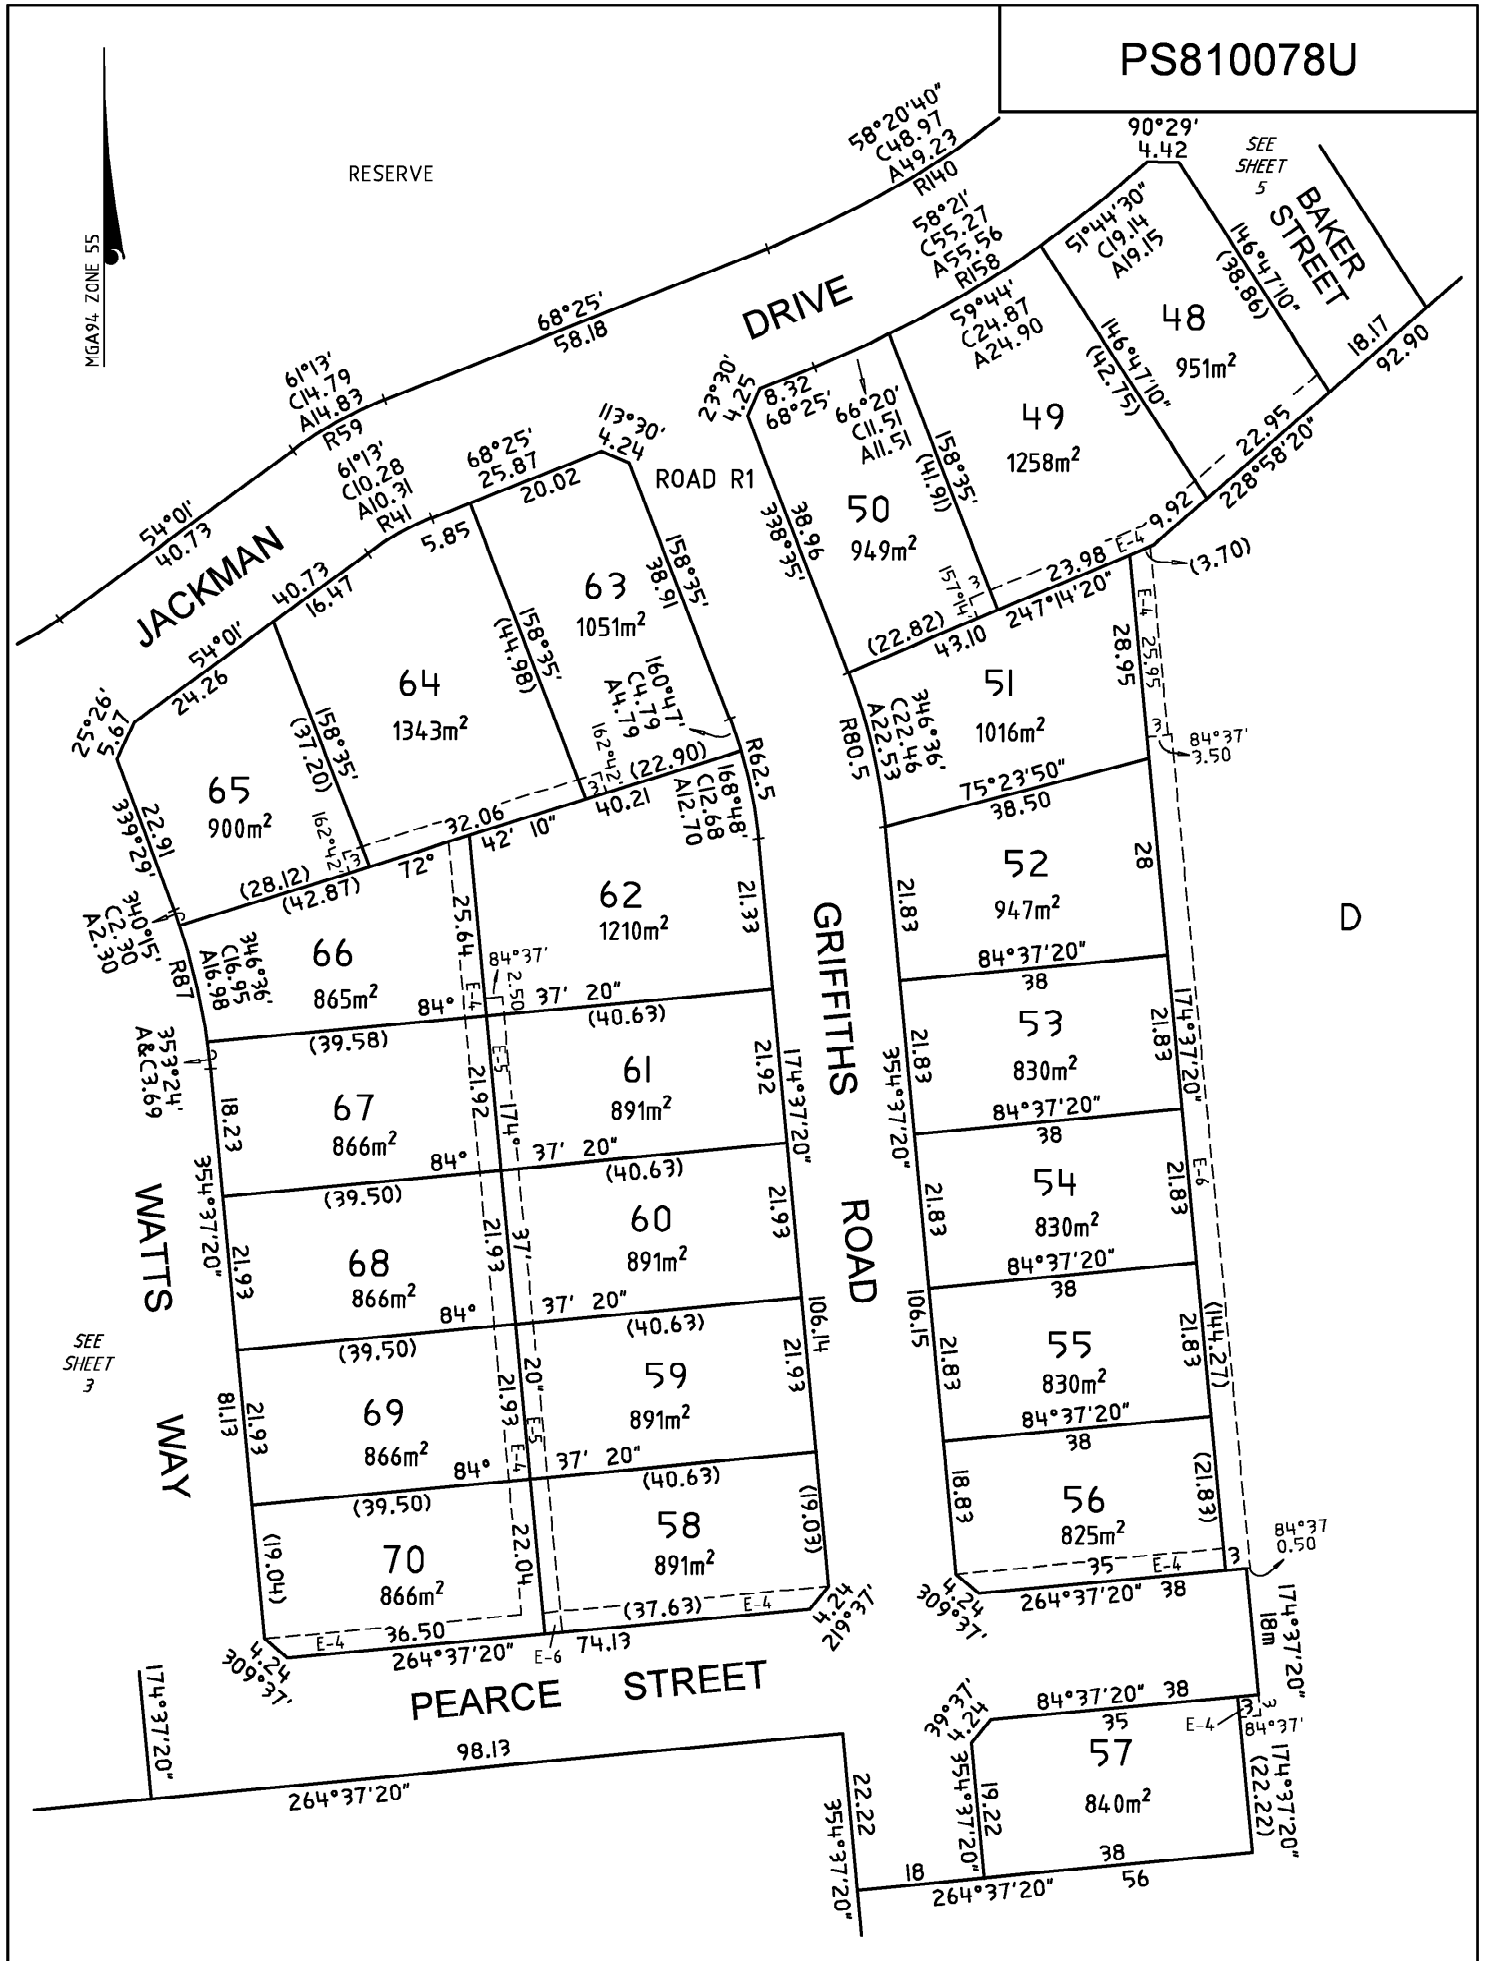 PS810078U
MGA94 ZONE 55
RESERVE
58°20'40"
C48.97
A49.23
R140
58°21'
C55.27
A55.56
R158
90°29'
4.42
SEE
SHEET
5
BAKER
STREET
51°44'30"
C19.14
A19.15
146°47'10"
(38.86)
48
951m²
18.17
92.90
68°25'
58.18
DRIVE
59°44'
C24.87
A24.90
146°47'10"
(42.75)
22.95
228°58'20"
61°13'
C14.79
A14.83
R59
61°13'
C10.28
A10.31
R41
68°25'
25.87
20.02
113°30'
4.24
ROAD R1
23°30'
4.25
8.32
68°25'
66°20'
C11.51
A11.51
49
1258m²
158°35'
(41.91)
50
949m²
38.96
338°35'
9.92
E-4
(3.70)
23.98
247°14'20"
157°14'
3
(22.82)
43.10
54°01'
40.73
JACKMAN
5.85
40.73
16.47
54°01'
24.26
25°26'
5.67
63
1051m²
158°35'
38.91
158°35'
(44.98)
64
1343m²
160°47'
C4.79
A4.79
162°42'
3
(22.90)
40.21
R62.5
168°48'
C12.68
A12.70
R80.5
346°36'
C22.46
A22.53
51
1016m²
28.95
E-4
25.95
3
84°37'
3.50
75°23'50"
38.50
65
900m²
158°35'
(37.20)
22.91
339°29'
162°42'
3
32.06
42' 10"
72°
(28.12)
(42.87)
340°15'
C2.30
A2.30
R87
346°36'
C16.95
A16.98
66
865m²
25.64
E-4
84°37'
2.50
62
1210m²
21.33
GRIFFITHS
ROAD
52
947m²
28
21.83
84°37'20"
38
D
84°
37' 20"
(39.58)
(40.63)
353°24'
A&C3.69
67
866m²
18.23
21.92
E-5
174°
61
891m²
21.92
174°37'20"
21.83
354°37'20"
53
830m²
21.83
174°37'20"
84°37'20"
38
84°
37' 20"
(39.50)
(40.63)
354°37'20"
WATTS
WAY
68
866m²
21.93
21.93
37'
60
891m²
21.93
21.83
54
830m²
21.83
E-6
84°37'20"
38
84°
37' 20"
(39.50)
(40.63)
106.14
106.15
(144.27)
SEE
SHEET
3
81.13
69
866m²
21.93
21.93
20"
E-5
E-4
59
891m²
21.93
21.83
55
830m²
21.83
84°37'20"
38
84°
37' 20"
(39.50)
(40.63)
(19.04)
70
866m²
22.04
58
891m²
(19.03)
18.83
56
825m²
(21.83)
84°37
0.50
35
E-4
3
264°37'20"
38
4.24
309°37'
E-4
36.50
264°37'20"
4.24
309°37'
(37.63)
E-4
4.24
219°37'
E-6
74.13
PEARCE STREET
174°37'20"
18m
174°37'20"
98.13
264°37'20"
39°37'
4.24
84°37'20"
38
35
E-4
3
3
84°37'
57
840m²
22.22
354°37'20"
354°37'20"
19.22
174°37'20"
(22.22)
18
38
264°37'20"
56